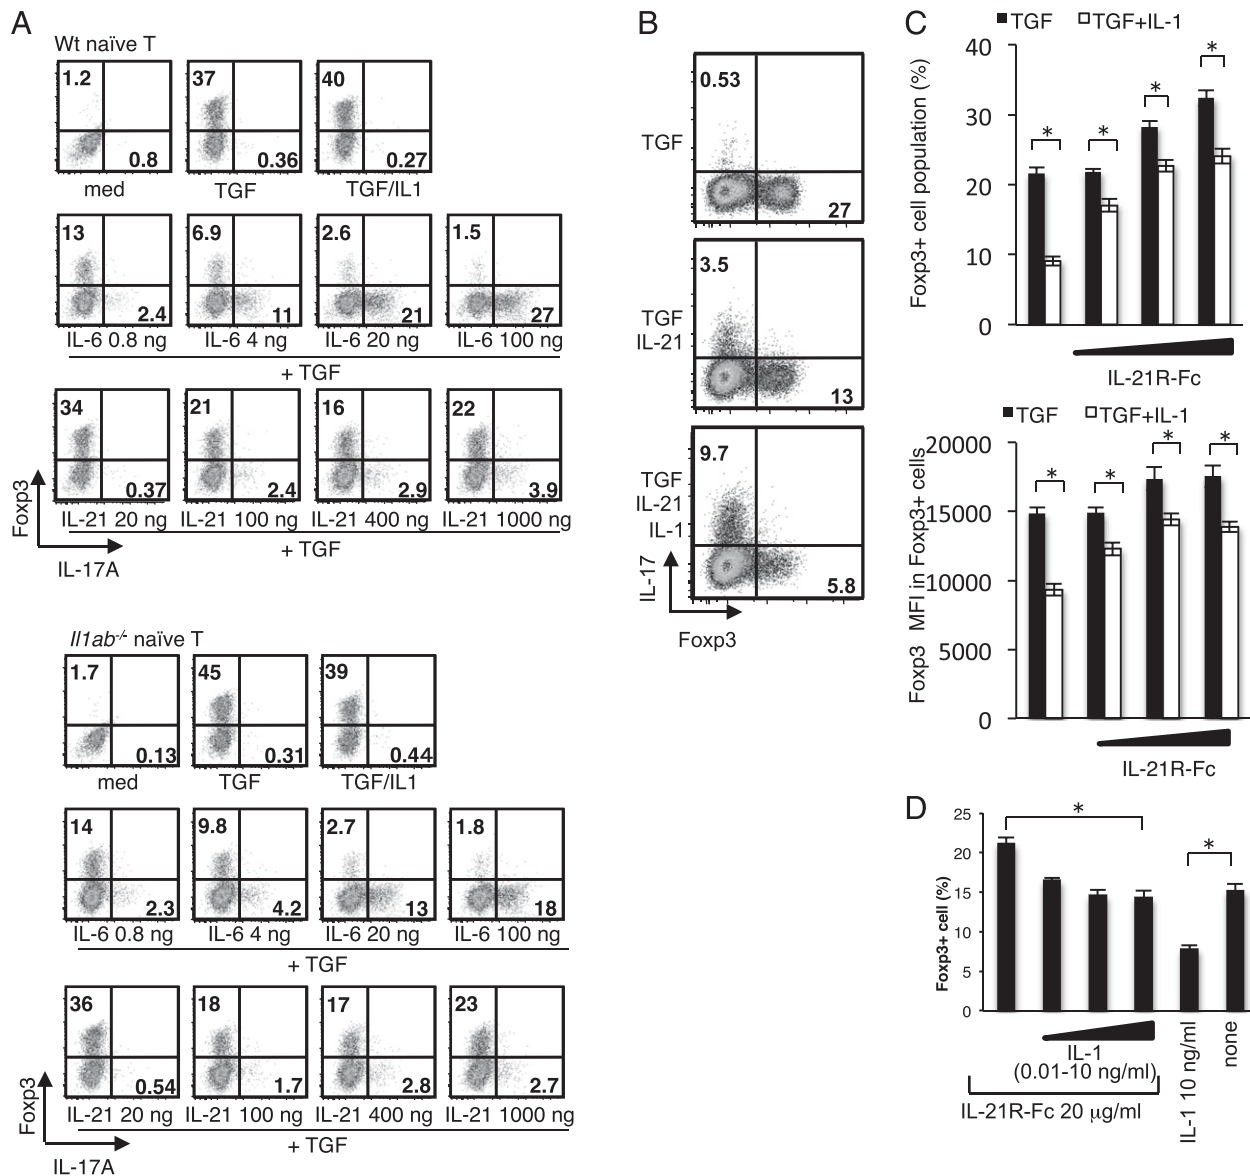 A
Wt naïve T
1.2 37 40
0.8 0.36 0.27
med TGF TGF/IL1
13 6.9 2.6 1.5
2.4 11 21 27
IL-6 0.8 ng IL-6 4 ng IL-6 20 ng IL-6 100 ng
+ TGF
34 21 16 22
0.37 2.4 2.9 3.9
IL-21 20 ng IL-21 100 ng IL-21 400 ng IL-21 1000 ng
+ TGF
Foxp3
IL-17A
Il1ab-/- naïve T
1.7 45 39
0.13 0.31 0.44
med TGF TGF/IL1
14 9.8 2.7 1.8
2.3 4.2 13 18
IL-6 0.8 ng IL-6 4 ng IL-6 20 ng IL-6 100 ng
+ TGF
36 18 17 23
0.54 1.7 2.8 2.7
IL-21 20 ng IL-21 100 ng IL-21 400 ng IL-21 1000 ng
+ TGF
Foxp3
IL-17A
B
0.53
TGF
27
3.5
TGF
IL-21
13
9.7
TGF
IL-21
IL-1
5.8
IL-17
Foxp3
C
TGF TGF+IL-1
Foxp3+ cell population (%)
40
30
20
10
0
* * * *
IL-21R-Fc
TGF TGF+IL-1
Foxp3 MFI in Foxp3+ cells
20000
15000
10000
5000
0
* * * *
IL-21R-Fc
D
Foxp3+ cell (%)
25
20
15
10
5
0
* *
IL-1
(0.01-10 ng/ml)
IL-21R-Fc 20 μg/ml
IL-1 10 ng/ml
none